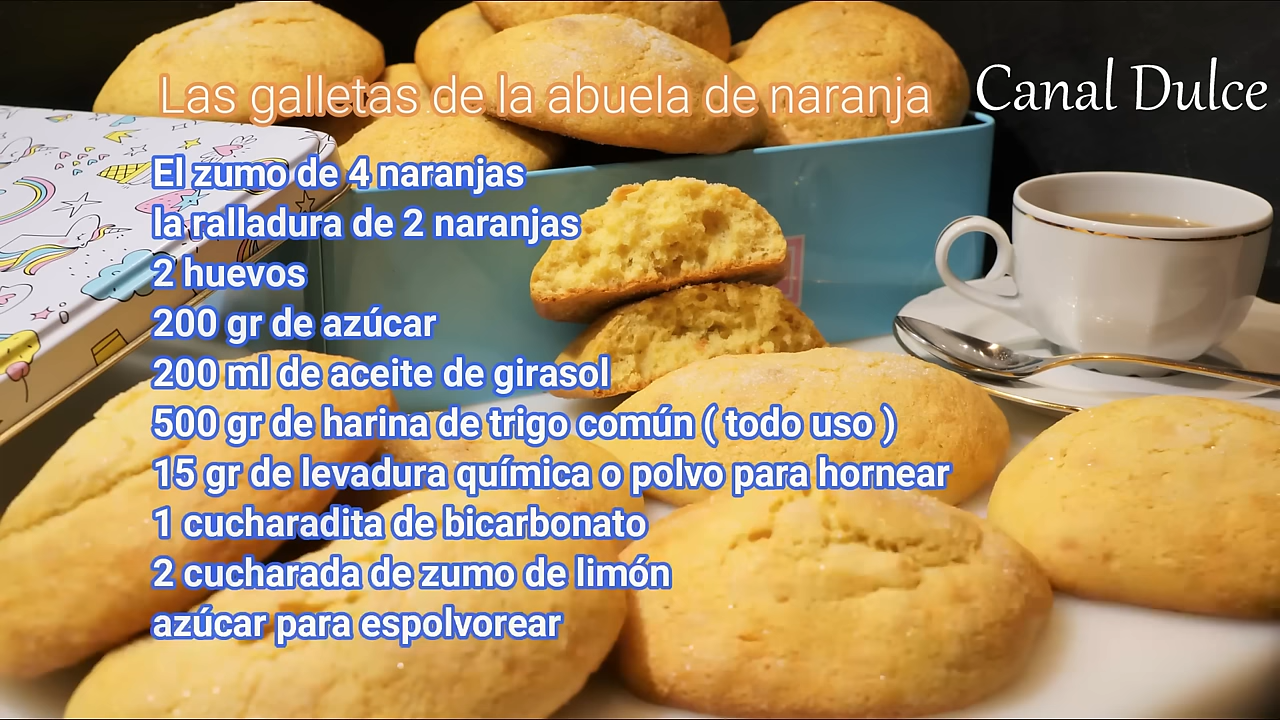 Las galletas de la abuela de naranja
Canal Dulce
El zumo de 4 naranjas
la ralladura de 2 naranjas
2 huevos
200 gr de azúcar
200 ml de aceite de girasol
500 gr de harina de trigo común ( todo uso )
15 gr de levadura química o polvo para hornear
1 cucharadita de bicarbonato
2 cucharada de zumo de limón
azúcar para espolvorear